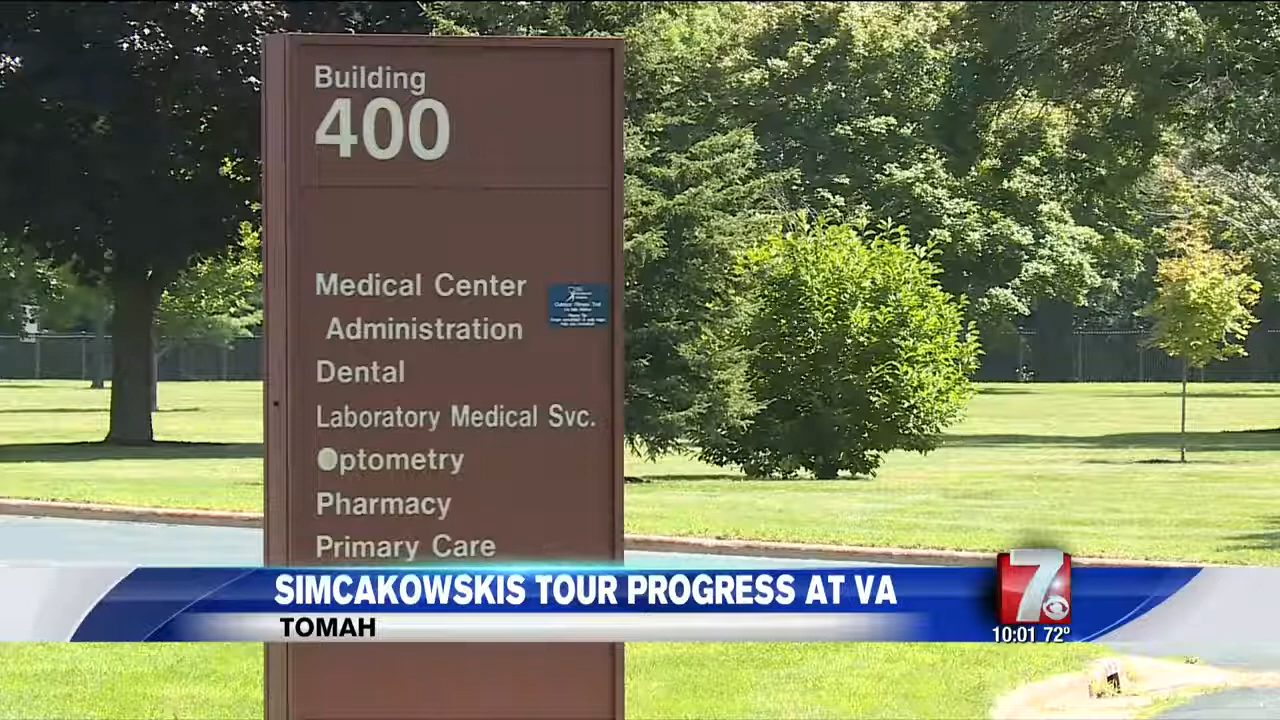 Building
400
Medical Center
Administration
Dental
Laboratory Medical Svc.
Optometry
Pharmacy
Primary Care
SIMCAKOWSKIS TOUR PROGRESS AT VA
TOMAH
7
10:01 72°